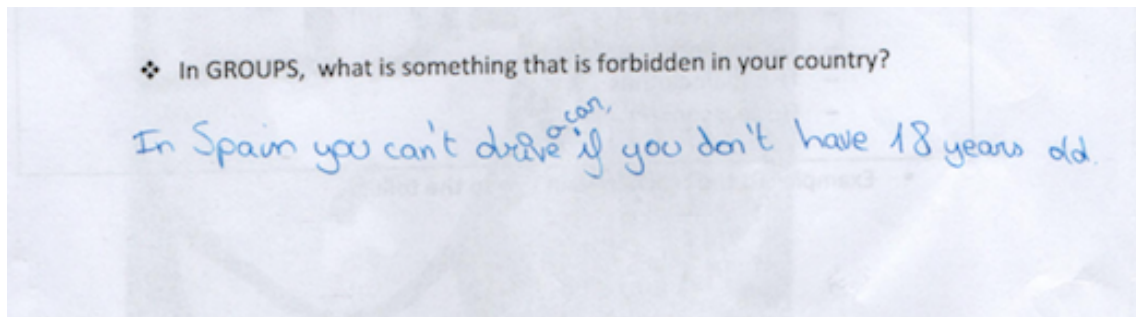 ❖ In GROUPS, what is something that is forbidden in your country?
In Spain you can't drive a car, if you don't have 18 years old.